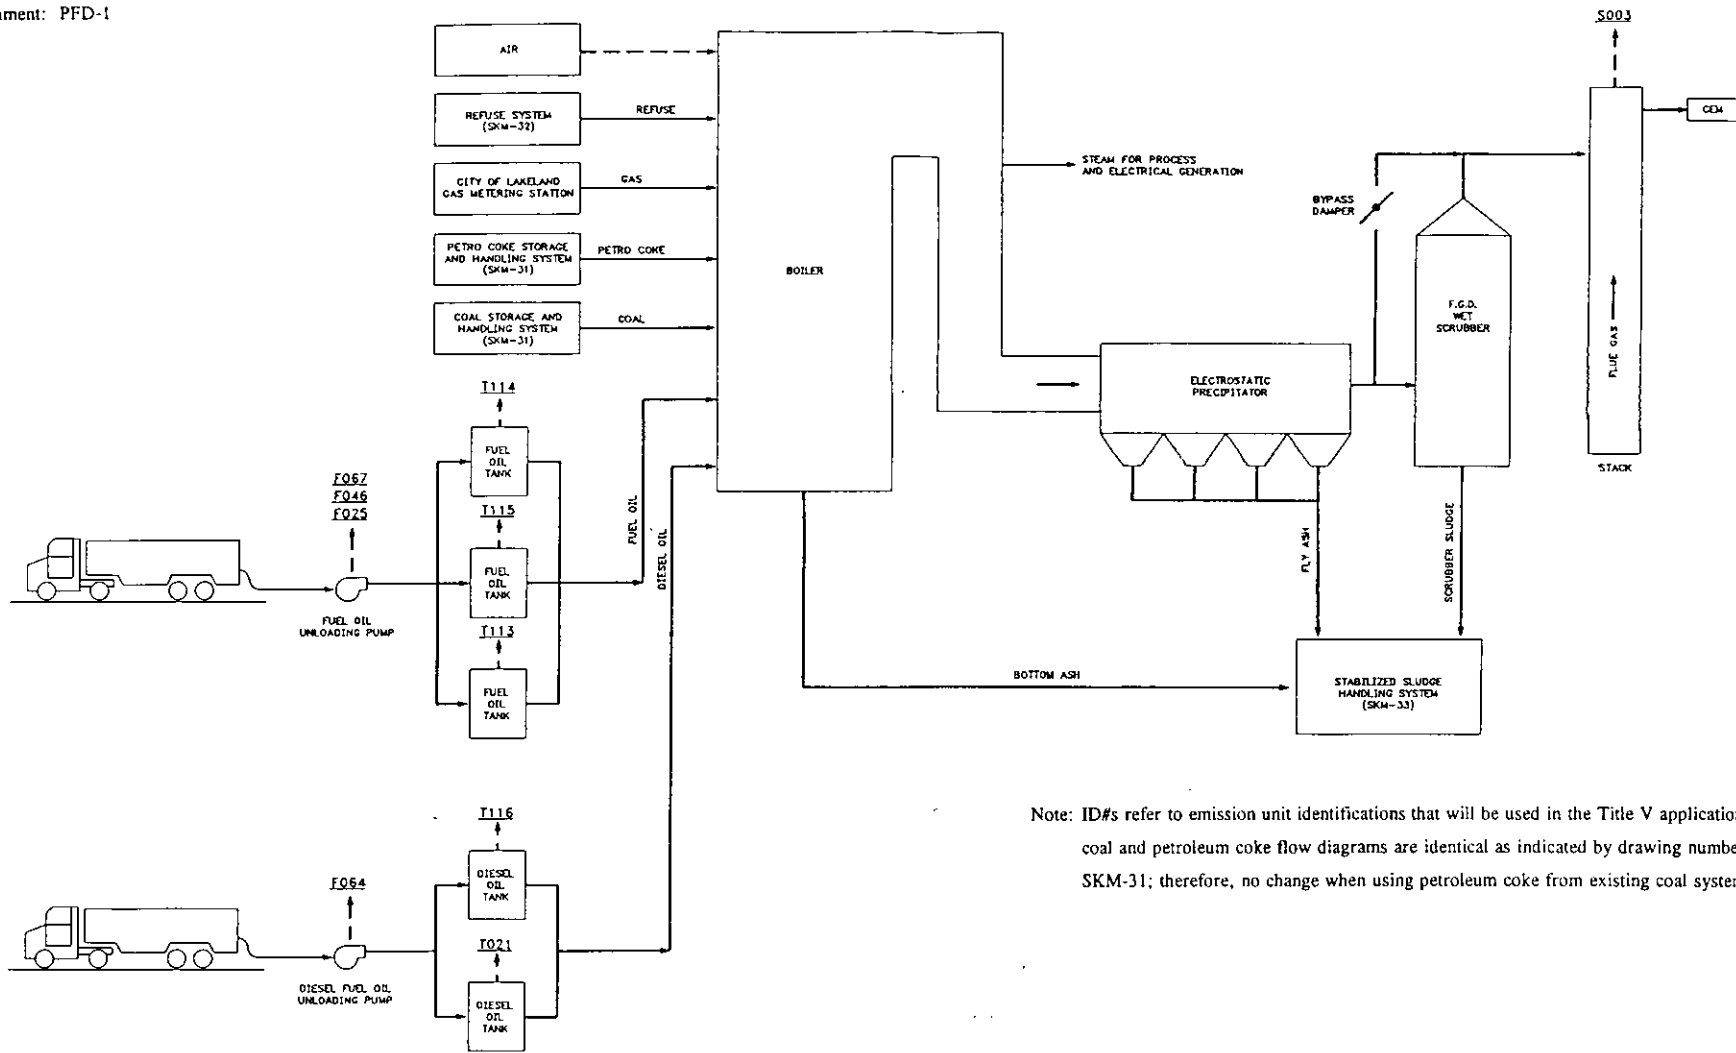 PFD-1
S003
AIR
CEM
REFUSE SYSTEM
(SKM-32)
REFUSE
STEAM FOR PROCESS
AND ELECTRICAL GENERATION
CITY OF LAKELAND
GAS METERING STATION
GAS
BYPASS
DAMPER
PETRO COKE STORAGE
AND HANDLING SYSTEM
(SKM-31)
PETRO COKE
BOILER
F.G.D.
WET
SCRUBBER
COAL STORAGE AND
HANDLING SYSTEM
(SKM-31)
COAL
FLUE GAS
ELECTROSTATIC
PRECIPITATOR
STACK
T114
FUEL
OIL
TANK
F067
F046
F025
T115
FUEL
OIL
TANK
FUEL OIL
UNLOADING PUMP
T113
FUEL
OIL
TANK
FUEL OIL
DIESEL OIL
FLY ASH
SCRUBBER SLUDGE
BOTTOM ASH
STABILIZED SLUDGE
HANDLING SYSTEM
(SKM-33)
T116
DIESEL
OIL
TANK
F064
T021
DIESEL
OIL
TANK
DIESEL FUEL OIL
UNLOADING PUMP
Note: ID#s refer to emission unit identifications that will be used in the Title V
coal and petroleum coke flow diagrams are identical as indicated by drawing
SKM-31; therefore, no change when using petroleum coke from existing coal